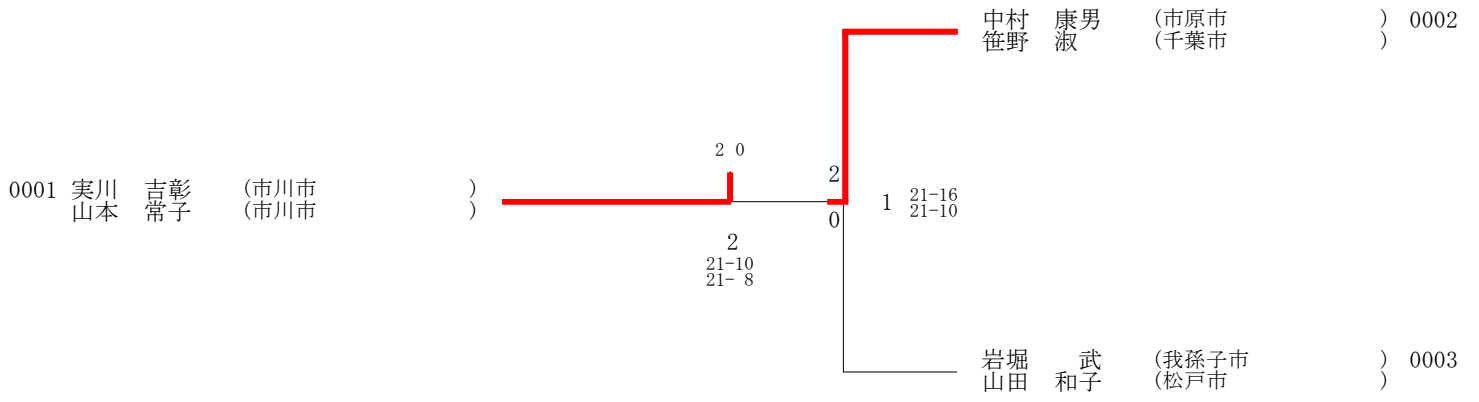 中村 康男 (市原市 ) 0002
笹野 淑 (千葉市 )
2 0
2
0001 実川 吉彰 (市川市 )
山本 常子 (市川市 )
1 21-16
21-10
0
2
21-10
21- 8
岩堀 武 (我孫子市 ) 0003
山田 和子 (松戸市 )